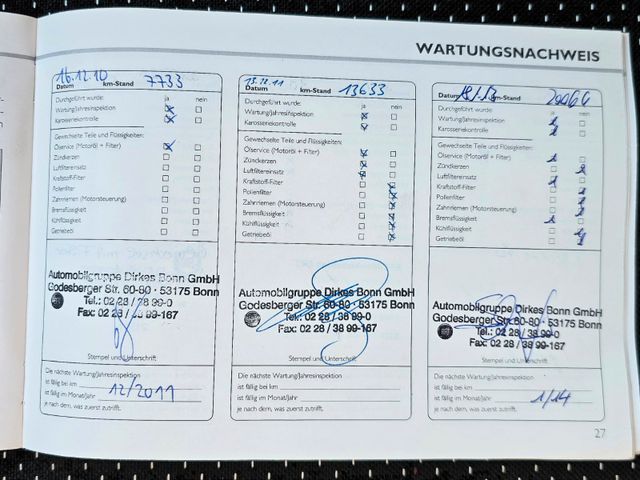 WARTUNGSNACHWEIS
16.12.10 7733
Datum km-Stand
Durchgeführt wurde: ja nein
Wartung/Jahresinspektion
Karosseriekontrolle
Gewechselte Teile und Flüssigkeiten:
Ölservice (Motoröl + Filter)
Zündkerzen
Luftfiltereinsatz
Kraftstoff-Filter
Pollenfilter
Zahnriemen (Motorsteuerung)
Bremsflüssigkeit
Kühlflüssigkeit
Getriebeöl
Automobilgruppe Dirkes Bonn GmbH
Godesberger Str. 60-80 · 53175 Bonn
Tel.: 02 28 / 38 99-0
Fax: 02 28 / 38 99-167
Stempel und Unterschrift
Die nächste Wartung/Jahresinspektion
ist fällig bei km
ist fällig im Monat/Jahr 12/2011
je nach dem, was zuerst zutrifft.
13.12.11 13633
Datum km-Stand
Durchgeführt wurde: ja nein
Wartung/Jahresinspektion
Karosseriekontrolle
Gewechselte Teile und Flüssigkeiten:
Ölservice (Motoröl + Filter)
Zündkerzen
Luftfiltereinsatz
Kraftstoff-Filter
Pollenfilter
Zahnriemen (Motorsteuerung)
Bremsflüssigkeit
Kühlflüssigkeit
Getriebeöl
Automobilgruppe Dirkes Bonn GmbH
Godesberger Str. 60-80 · 53175 Bonn
Tel.: 02 28 / 38 99-0
Fax: 02 28 / 38 99-167
Stempel und Unterschrift
Die nächste Wartung/Jahresinspektion
ist fällig bei km
ist fällig im Monat/Jahr
je nach dem, was zuerst zutrifft.
20066
Datum km-Stand
Durchgeführt wurde: ja nein
Wartung/Jahresinspektion
Karosseriekontrolle
Gewechselte Teile und Flüssigkeiten:
Ölservice (Motoröl + Filter)
Zündkerzen
Luftfiltereinsatz
Kraftstoff-Filter
Pollenfilter
Zahnriemen (Motorsteuerung)
Bremsflüssigkeit
Kühlflüssigkeit
Getriebeöl
Automobilgruppe Dirkes Bonn GmbH
Godesberger Str. 60-80 · 53175 Bonn
Tel.: 02 28 / 38 99-0
Fax: 02 28 / 38 99-167
Stempel und Unterschrift
Die nächste Wartung/Jahresinspektion
ist fällig bei km
ist fällig im Monat/Jahr 1/14
je nach dem, was zuerst zutrifft.
27